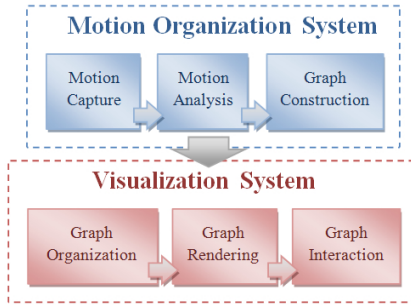 Motion Organization System
Motion
Capture
Motion
Analysis
Graph
Construction
Visualization System
Graph
Organization
Graph
Rendering
Graph
Interaction